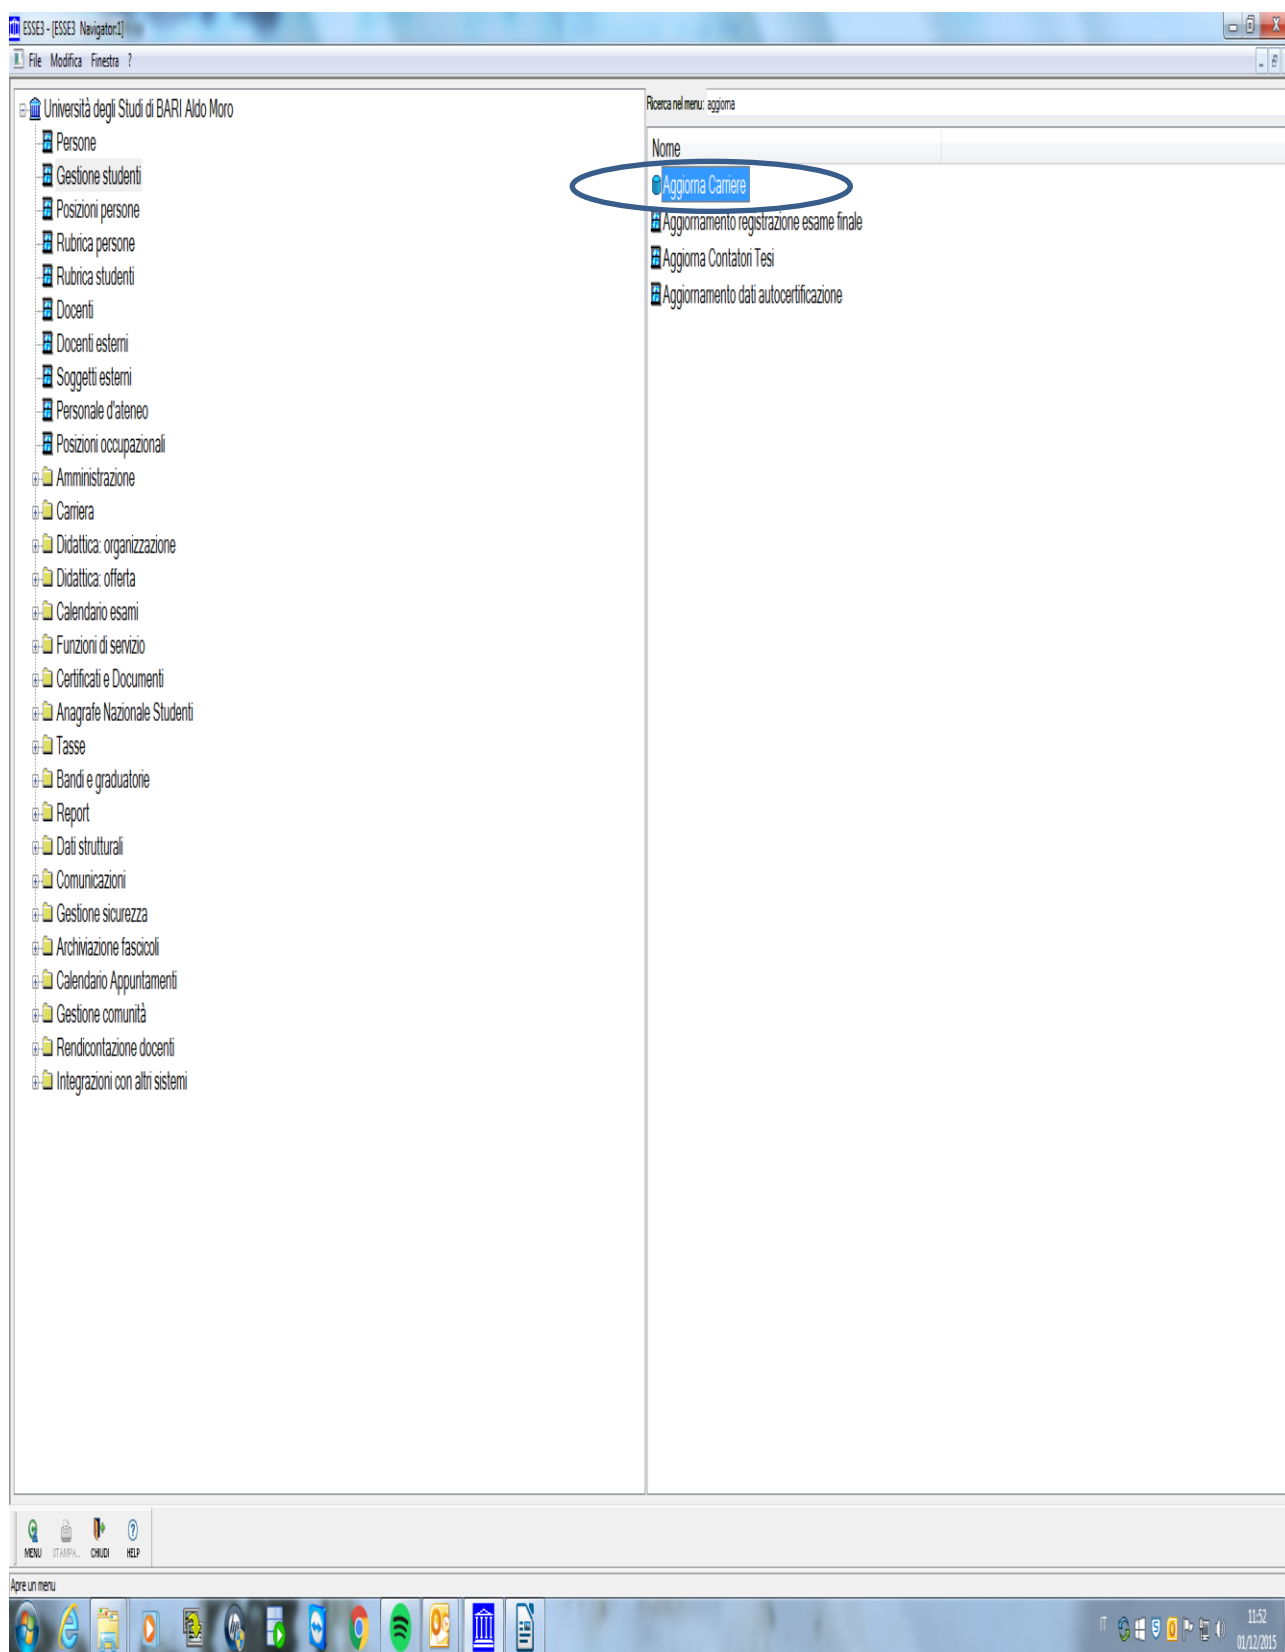 ESSE3 - [ESSE3 Navigator:1]
File Modifica Finestra ?
Università degli Studi di BARI Aldo Moro
Persone
Gestione studenti
Posizioni persone
Rubrica persone
Rubrica studenti
Docenti
Docenti esterni
Soggetti esterni
Personale d'ateneo
Posizioni occupazionali
Amministrazione
Carriera
Didattica: organizzazione
Didattica: offerta
Calendario esami
Funzioni di servizio
Certificati e Documenti
Anagrafe Nazionale Studenti
Tasse
Bandi e graduatorie
Report
Dati strutturali
Comunicazioni
Gestione sicurezza
Archiviazione fascicoli
Calendario Appuntamenti
Gestione comunità
Rendicontazione docenti
Integrazioni con altri sistemi
Ricerca nel menu: aggiorna
Nome
Aggiorna Carriere
Aggiornamento registrazione esame finale
Aggiorna Contatori Tesi
Aggiornamento dati autocertificazione
MENU STAMPA... CHIUDI HELP
Apre un menu
IT
11:52
01/12/2015